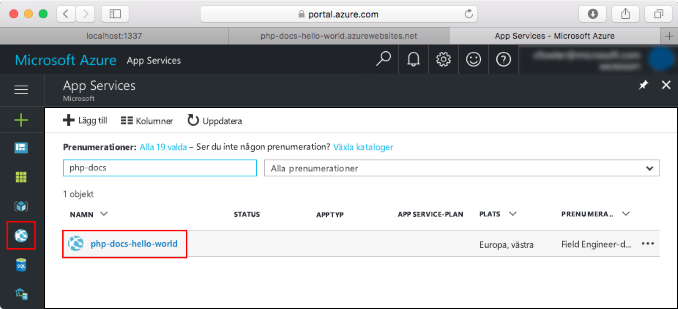 portal.azure.com
localhost:1337
php-docs-hello-world.azurewebsites.net
App Services - Microsoft Azure
Microsoft Azure App Services
App Services
Microsoft
Lägg till Kolumner Uppdatera
Prenumerationer: Alla 19 valda – Ser du inte någon prenumeration? Växla kataloger
php-docs
Alla prenumerationer
1 objekt
NAMN STATUS APPTYP APP SERVICE-PLAN PLATS PRENUMERA...
php-docs-hello-world Europa, västra Field Engineer-d...
SQL